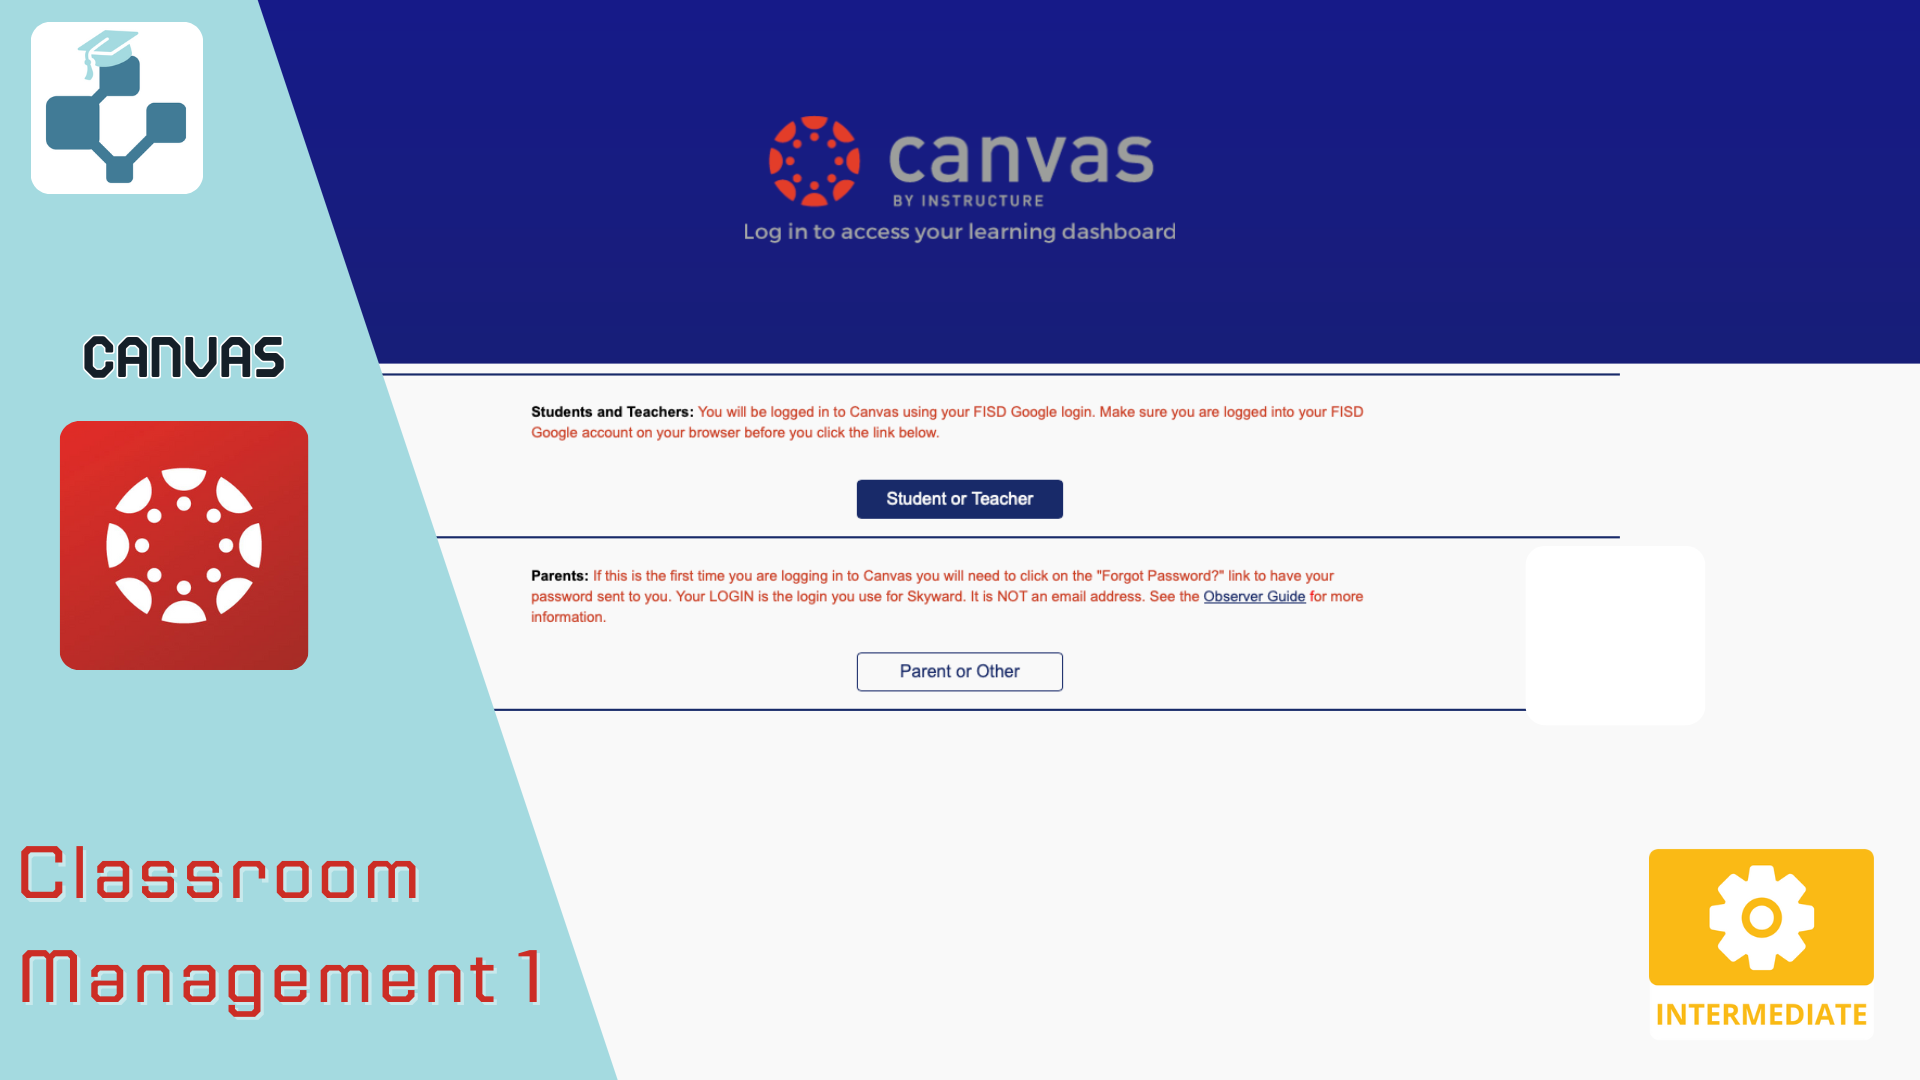 canvas
BY INSTRUCTURE
Log in to access your learning dashboard
CANVAS
Students and Teachers: You will be logged in to Canvas using your FISD Google login. Make sure you are logged into your FISD
Google account on your browser before you click the link below.
Student or Teacher
Parents: If this is the first time you are logging in to Canvas you will need to click on the "Forgot Password?" link to have your
password sent to you. Your LOGIN is the login you use for Skyward. It is NOT an email address. See the Observer Guide for more
information.
Parent or Other
Classroom
Management 1
INTERMEDIATE